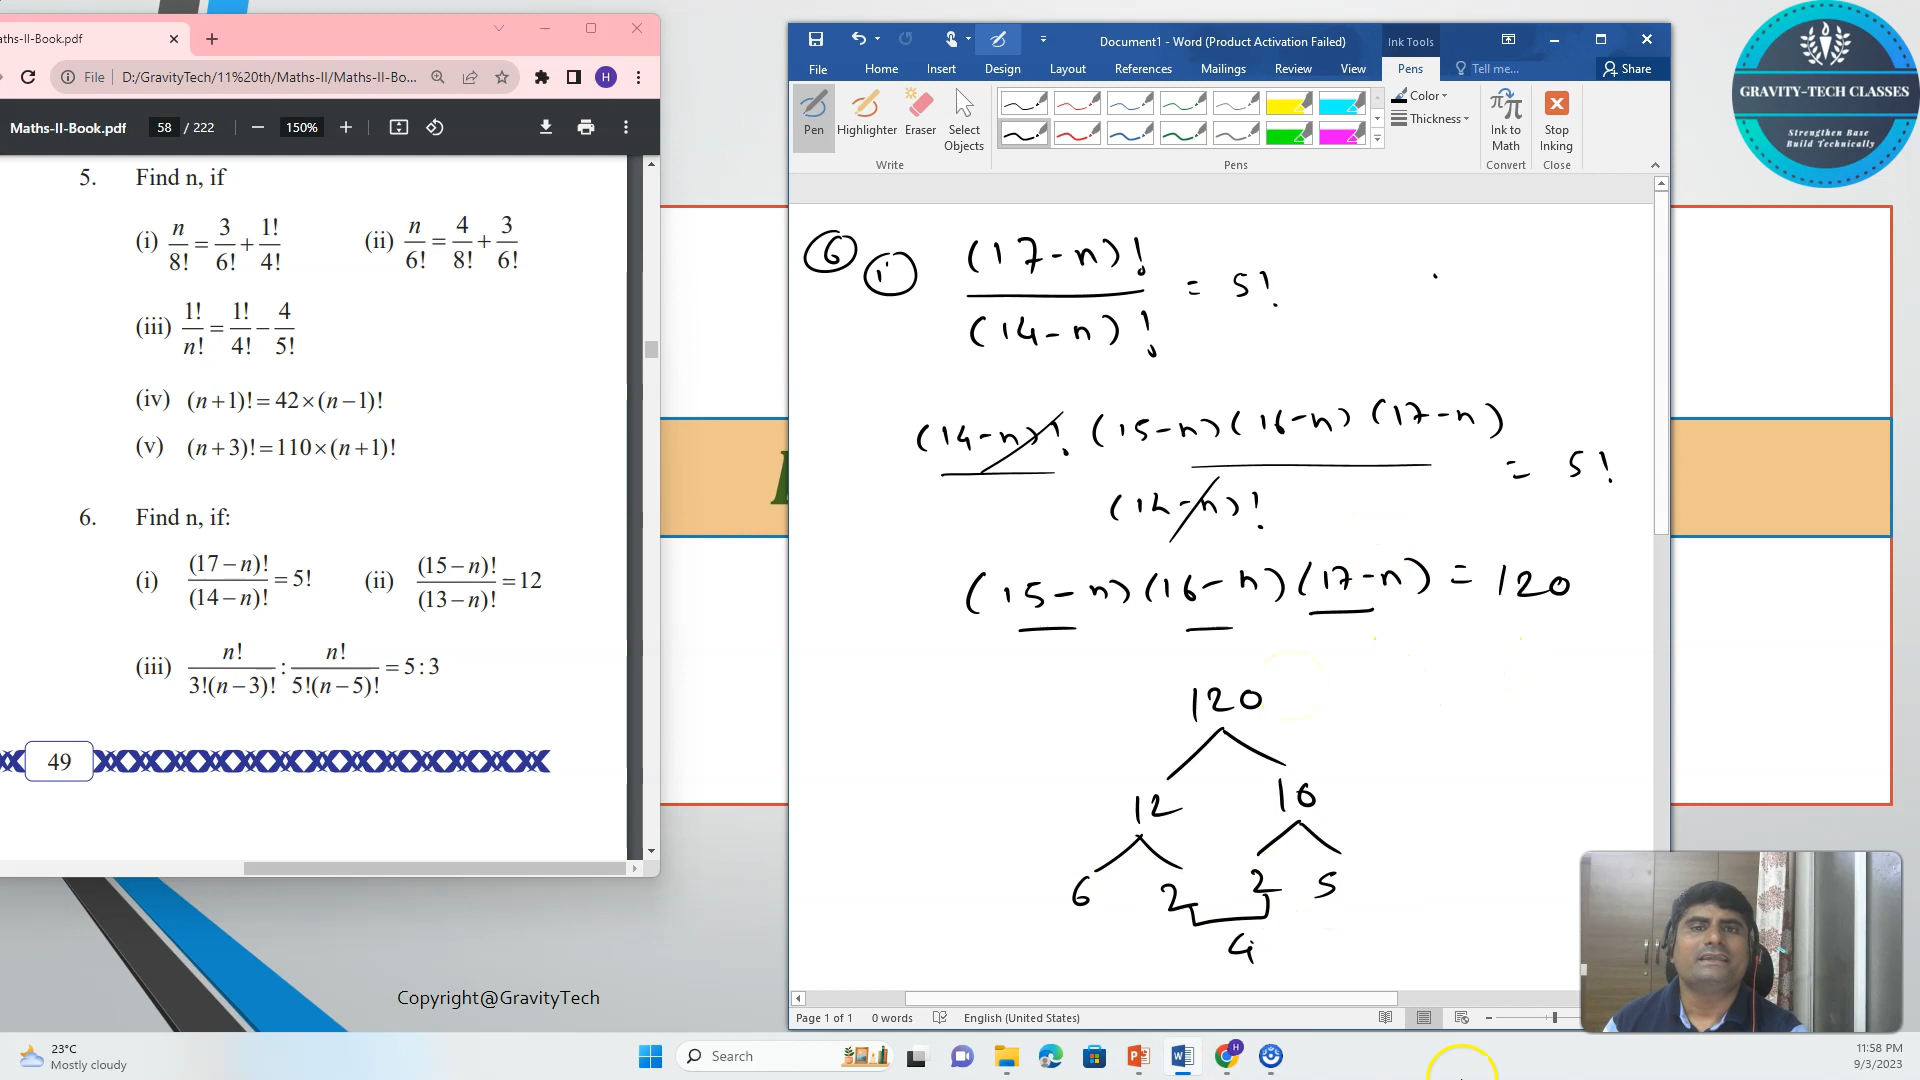 aths-II-Book.pdf
File D:/GravityTech/11%20th/Maths-II/Maths-II-Bo...
H
Maths-II-Book.pdf 58 / 222 150%
5. Find n, if
(i) n/8! = 3/6! + 1!/4! (ii) n/6! = 4/8! + 3/6!
(iii) 1!/n! = 1!/4! − 4/5!
(iv) (n+1)! = 42×(n−1)!
(v) (n+3)! = 110×(n+1)!
6. Find n, if:
(i) (17−n)!/(14−n)! = 5! (ii) (15−n)!/(13−n)! = 12
(iii) n!/3!(n−3)! : n!/5!(n−5)! = 5:3
49
Copyright@GravityTech
Document1 - Word (Product Activation Failed) Ink Tools
File Home Insert Design Layout References Mailings Review View Pens Tell me... Share
Pen Highlighter Eraser Select Objects
Color
Thickness
Ink to Math
Stop Inking
Write Pens Convert Close
6 i (17-n)!/(14-n)! = 5!
(14-n)! (15-n)(16-n)(17-n)/(14-n)! = 5!
(15-n)(16-n)(17-n) = 120
120
12 10
6 2 2 5
4
Page 1 of 1 0 words English (United States)
GRAVITY-TECH CLASSES
Strengthen Base
Build Technically
23°C
Mostly cloudy
Search
H
11:58 PM
9/3/2023